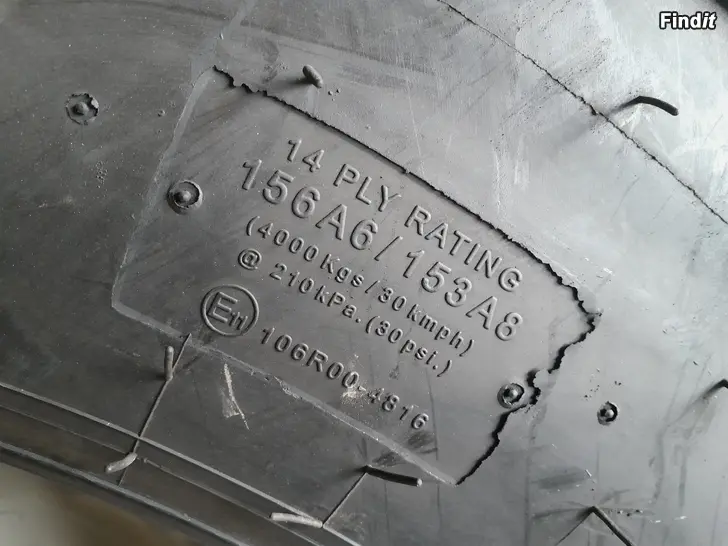 Findit
14 PLY RATING
156A6/153A8
(4000Kgs/30kmph)
@ 210kPa.(30psi.)
E11 106R00-4816